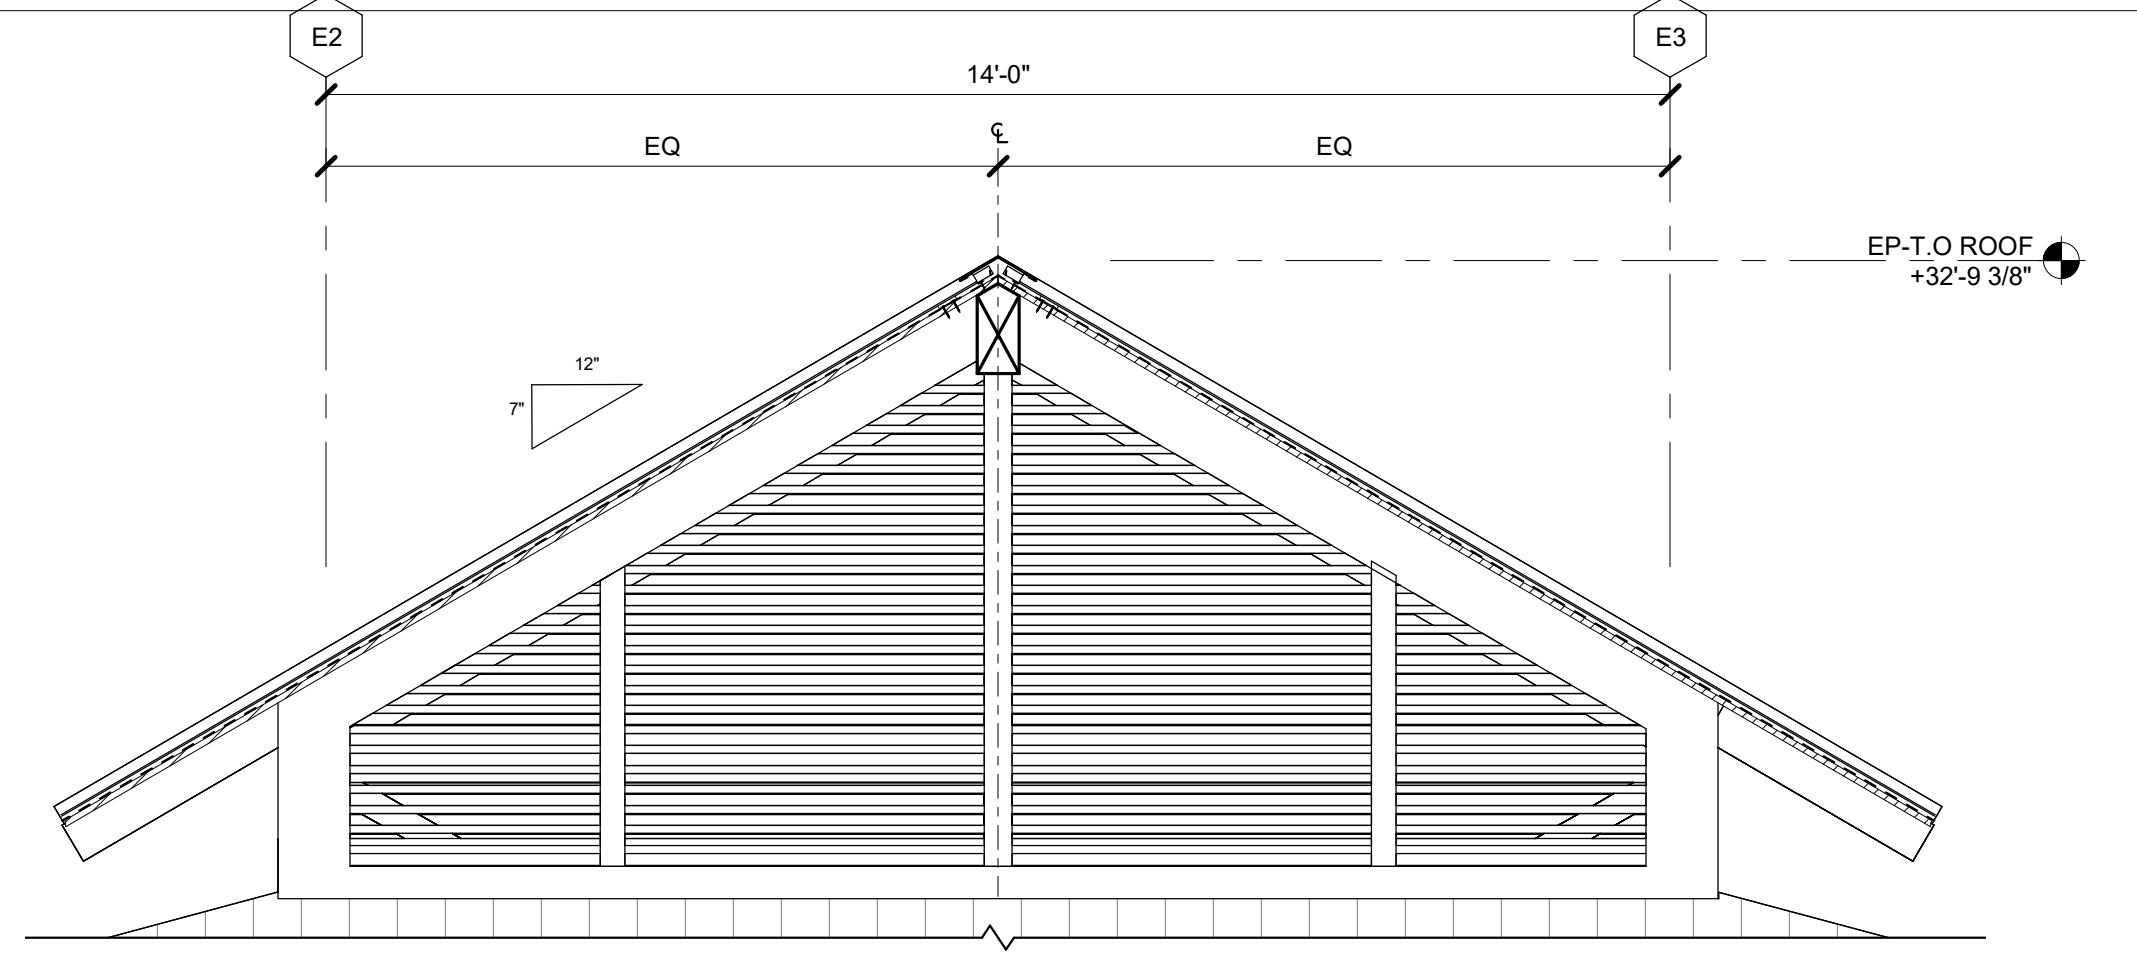 E2
E3
14'-0"
℄
EQ
EQ
EP-T.O ROOF
+32'-9 3/8"
12"
7"